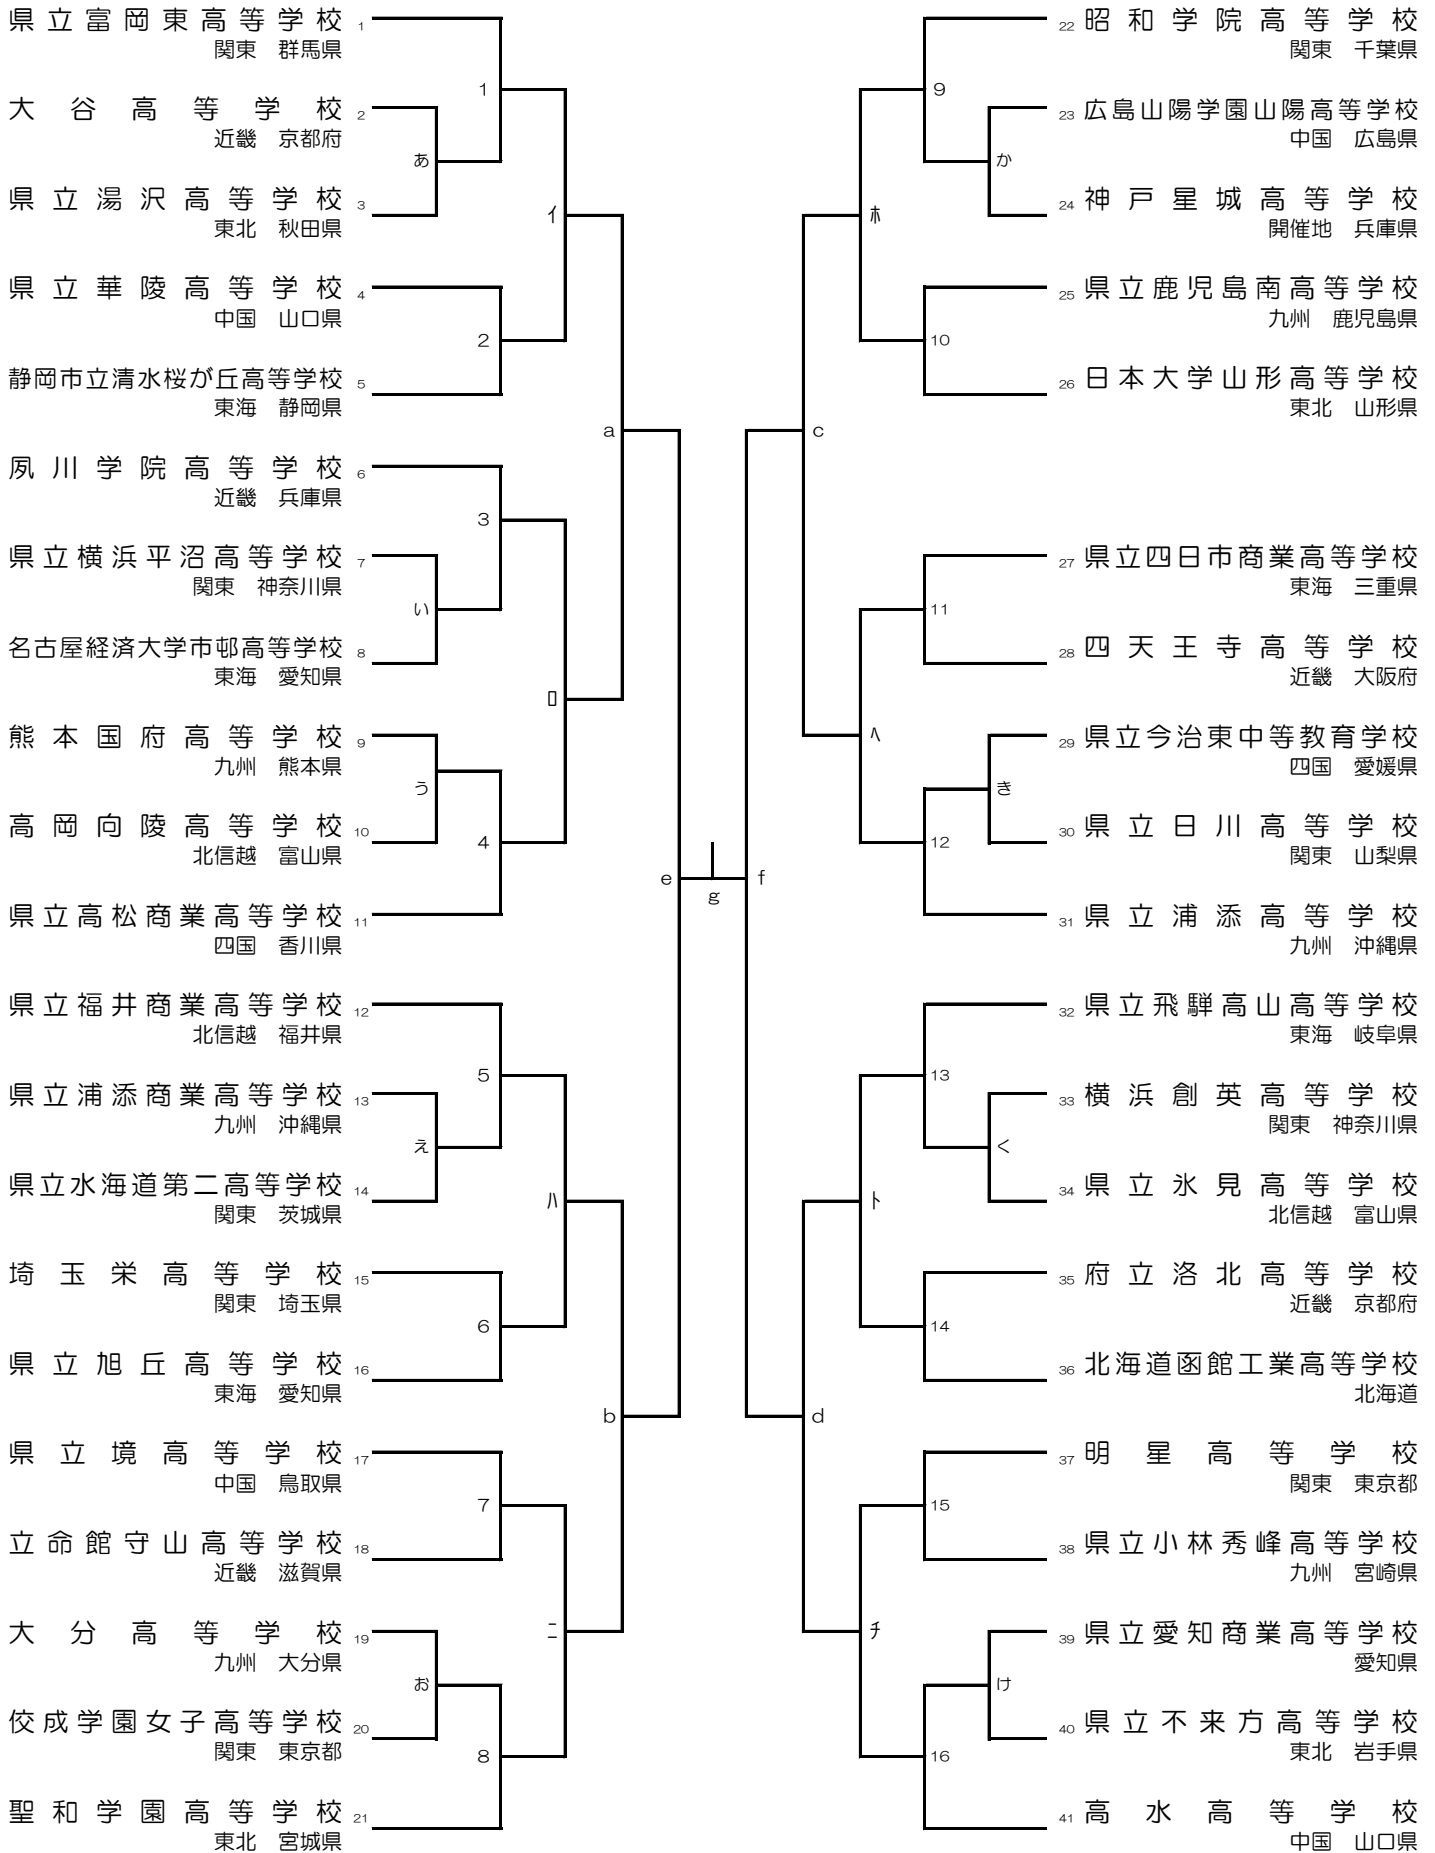 1 県立富岡東高等学校
関東 群馬県
2 大谷高等学校
近畿 京都府
3 県立湯沢高等学校
東北 秋田県
4 県立華陵高等学校
中国 山口県
5 静岡市立清水桜が丘高等学校
東海 静岡県
6 夙川学院高等学校
近畿 兵庫県
7 県立横浜平沼高等学校
関東 神奈川県
8 名古屋経済大学市邨高等学校
東海 愛知県
9 熊本国府高等学校
九州 熊本県
10 高岡向陵高等学校
北信越 富山県
11 県立高松商業高等学校
四国 香川県
12 県立福井商業高等学校
北信越 福井県
13 県立浦添商業高等学校
九州 沖縄県
14 県立水海道第二高等学校
関東 茨城県
15 埼玉栄高等学校
関東 埼玉県
16 県立旭丘高等学校
東海 愛知県
17 県立境高等学校
中国 鳥取県
18 立命館守山高等学校
近畿 滋賀県
19 大分高等学校
九州 大分県
20 佼成学園女子高等学校
関東 東京都
21 聖和学園高等学校
東北 宮城県
あ
い
う
え
お
1
2
3
4
5
6
7
8
イ
ロ
ハ
ニ
a
b
e
g
f
c
d
ホ
ヘ
ト
チ
9
10
11
12
13
14
15
16
か
き
く
け
22 昭和学院高等学校
関東 千葉県
23 広島山陽学園山陽高等学校
中国 広島県
24 神戸星城高等学校
開催地 兵庫県
25 県立鹿児島南高等学校
九州 鹿児島県
26 日本大学山形高等学校
東北 山形県
27 県立四日市商業高等学校
東海 三重県
28 四天王寺高等学校
近畿 大阪府
29 県立今治東中等教育学校
四国 愛媛県
30 県立日川高等学校
関東 山梨県
31 県立浦添高等学校
九州 沖縄県
32 県立飛騨高山高等学校
東海 岐阜県
33 横浜創英高等学校
関東 神奈川県
34 県立氷見高等学校
北信越 富山県
35 府立洛北高等学校
近畿 京都府
36 北海道函館工業高等学校
北海道
37 明星高等学校
関東 東京都
38 県立小林秀峰高等学校
九州 宮崎県
39 県立愛知商業高等学校
愛知県
40 県立不来方高等学校
東北 岩手県
41 高水高等学校
中国 山口県